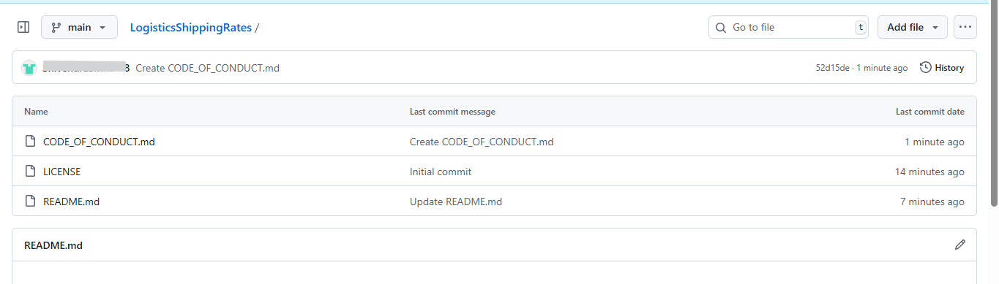 main LogisticsShippingRates / Go to file t Add file ...
8 Create CODE_OF_CONDUCT.md 52d15de · 1 minute ago History
Name Last commit message Last commit date
CODE_OF_CONDUCT.md Create CODE_OF_CONDUCT.md 1 minute ago
LICENSE Initial commit 14 minutes ago
README.md Update README.md 7 minutes ago
README.md